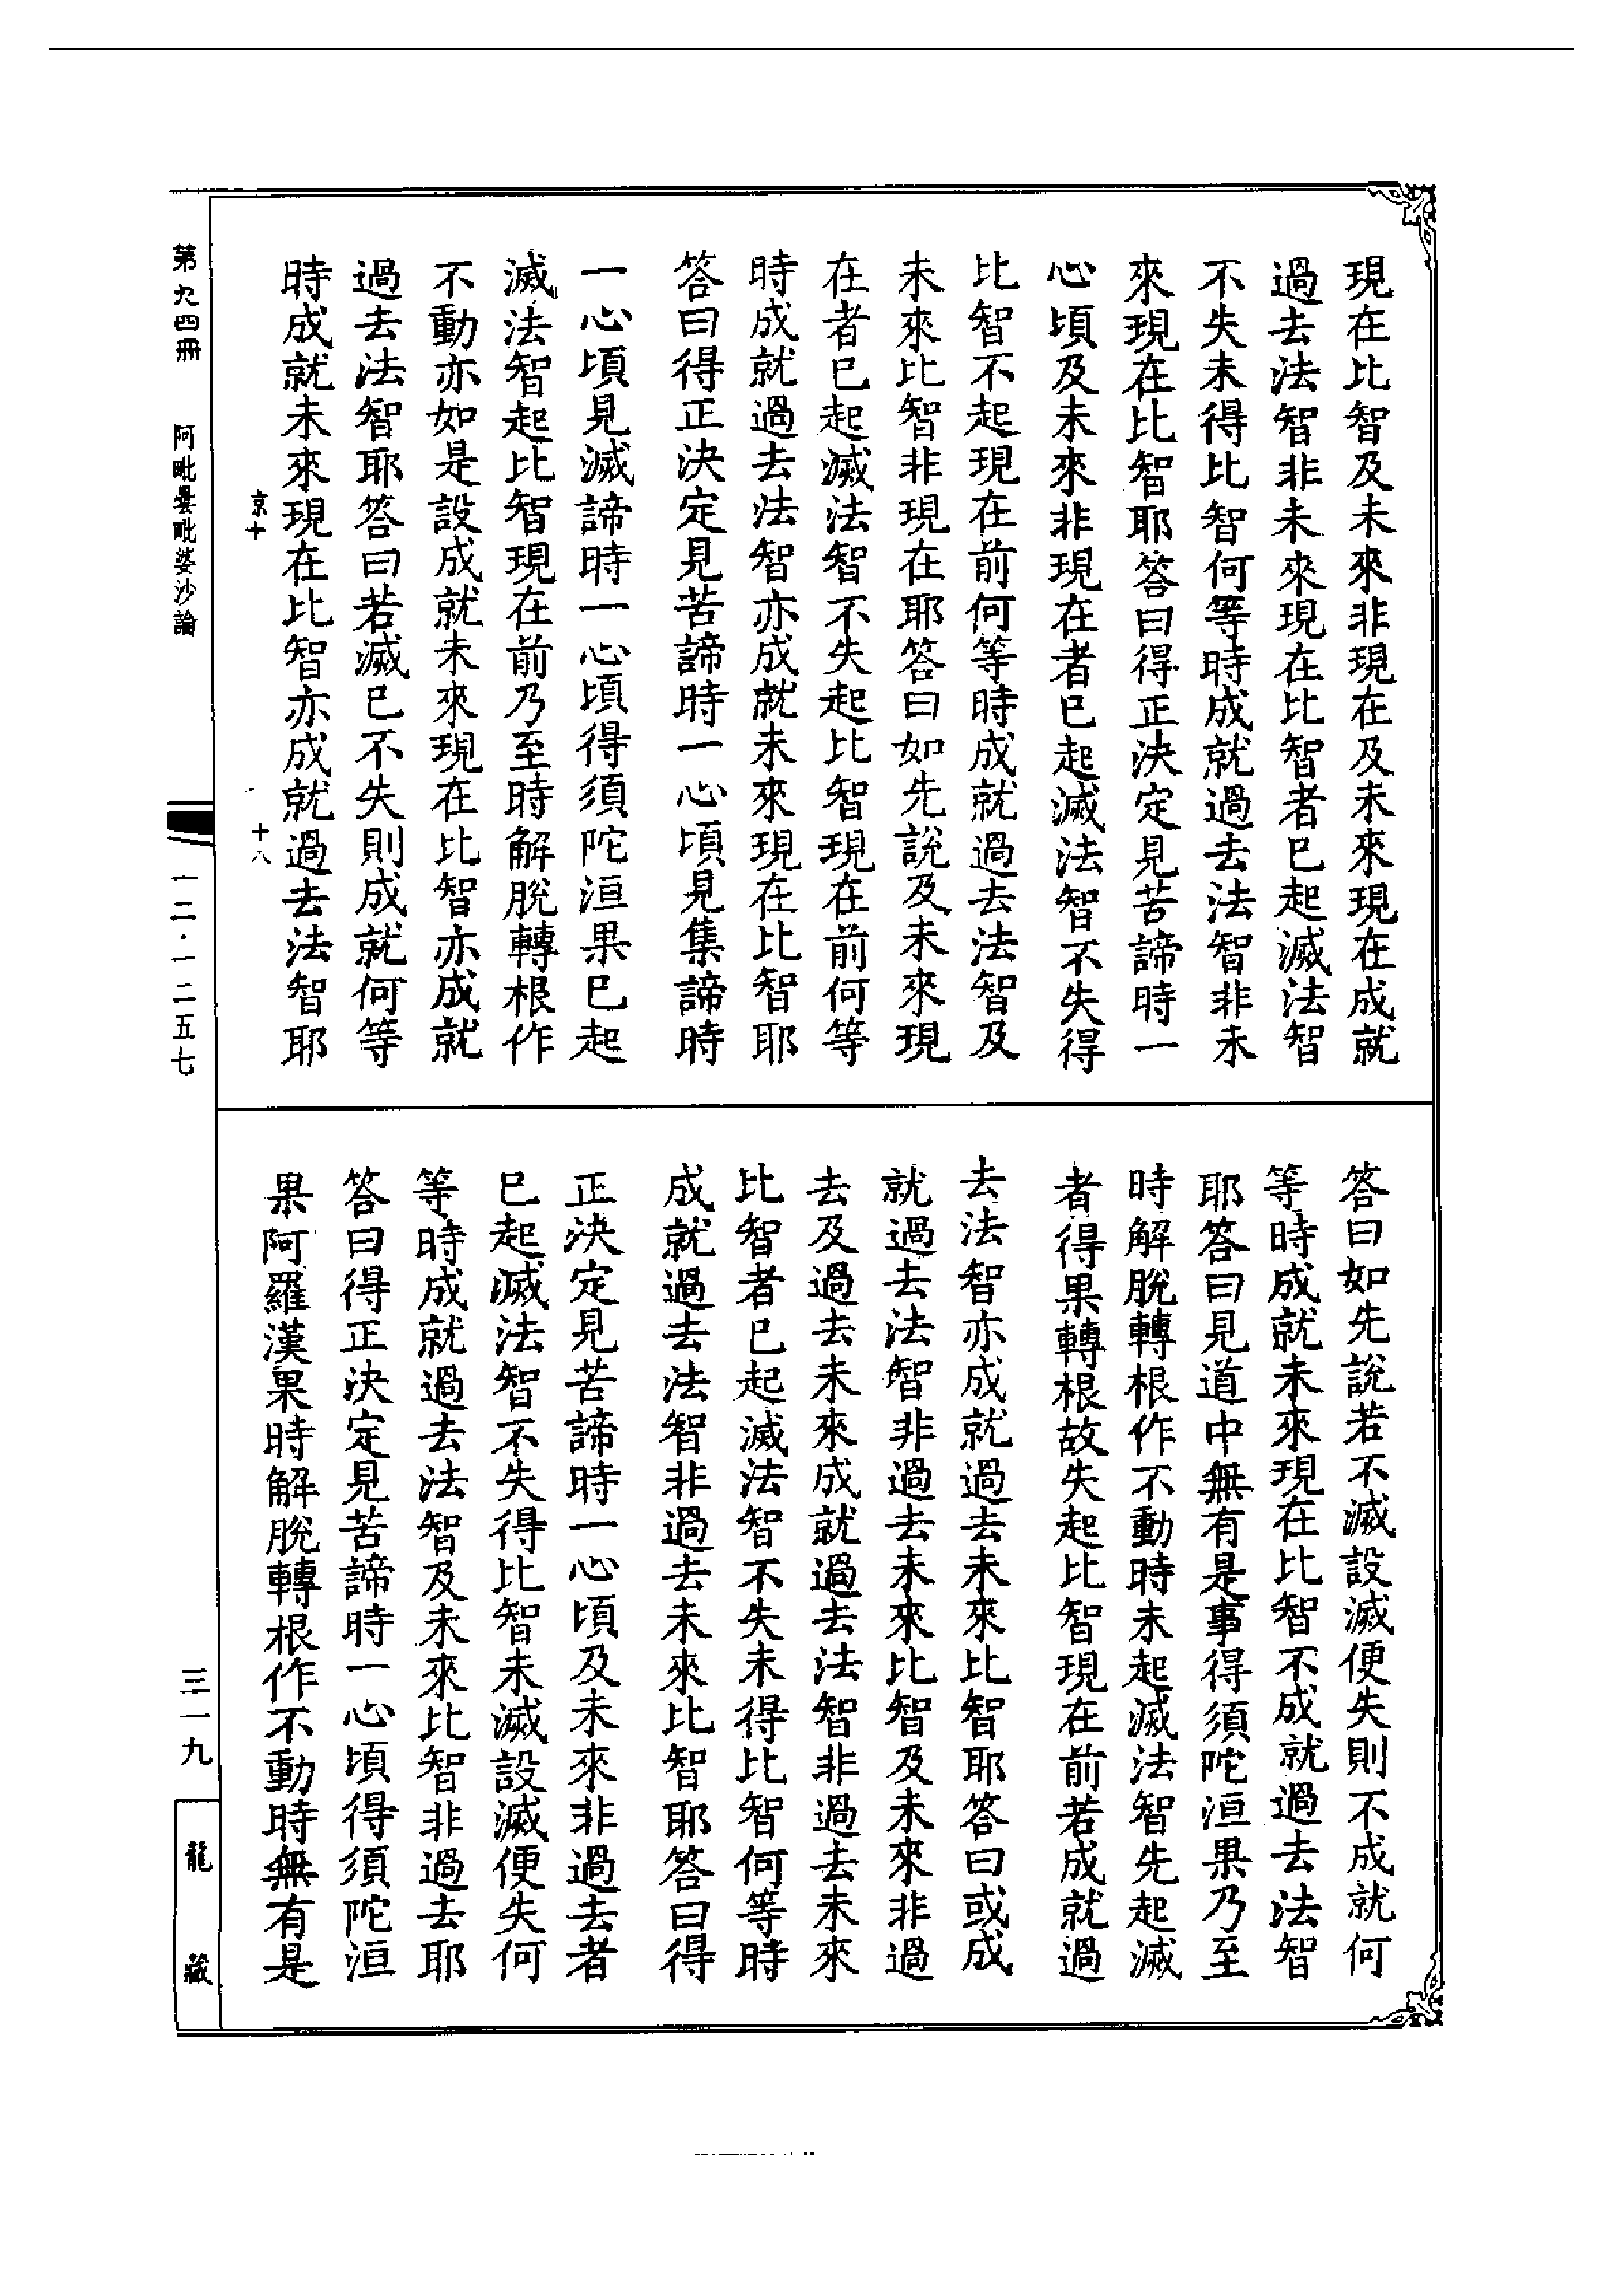 現在比智及未來非現在及未來現在成就
過去法智非未來現在比智者已起滅法智
不失未得比智何等時成就過去法智非未
來現在比智耶答曰得正決定見苦諦時一
心頃及未來非現在者已起滅法智不失得
比智不起現在前何等時成就過去法智及
未來比智非現在耶答曰如先說及未來現
在者已起滅法智不失起比智現在前何等
時成就過去法智亦成就未來現在比智耶
答曰得正決定見苦諦時一心頃見集諦時
一心頃見滅諦時一心頃得須陀洹果已起
滅法智起比智現在前乃至時解脫轉根作
不動亦如是設成就未來現在比智亦成就
過去法智耶答曰若滅已不失則成就何等
時成就未來現在比智亦成就過去法智耶
京十
十八
答曰如先說若不滅設滅便失則不成就何
等時成就未來現在比智不成就過去法智
耶答曰見道中無有是事得須陀洹果乃至
時解脫轉根作不動時未起滅法智先起滅
者得果轉根故失起比智現在前若成就過
去法智亦成就過去未來比智耶答曰或成
就過去法智非過去未來比智及未來非過
去及過去未來成就過去法智非過去未來
比智者已起滅法智不失未得比智何等時
成就過去法智非過去未來比智耶答曰得
正決定見苦諦時一心頃及未來非過去者
已起滅法智不失得比智未滅設滅便失何
等時成就過去法智及未來比智非過去耶
答曰得正決定見苦諦時一心頃得須陀洹
果阿羅漢果時解脫轉根作不動時無有是
第九四冊
阿毗曇毗婆沙論
一二·一二五七
三一九
龍藏